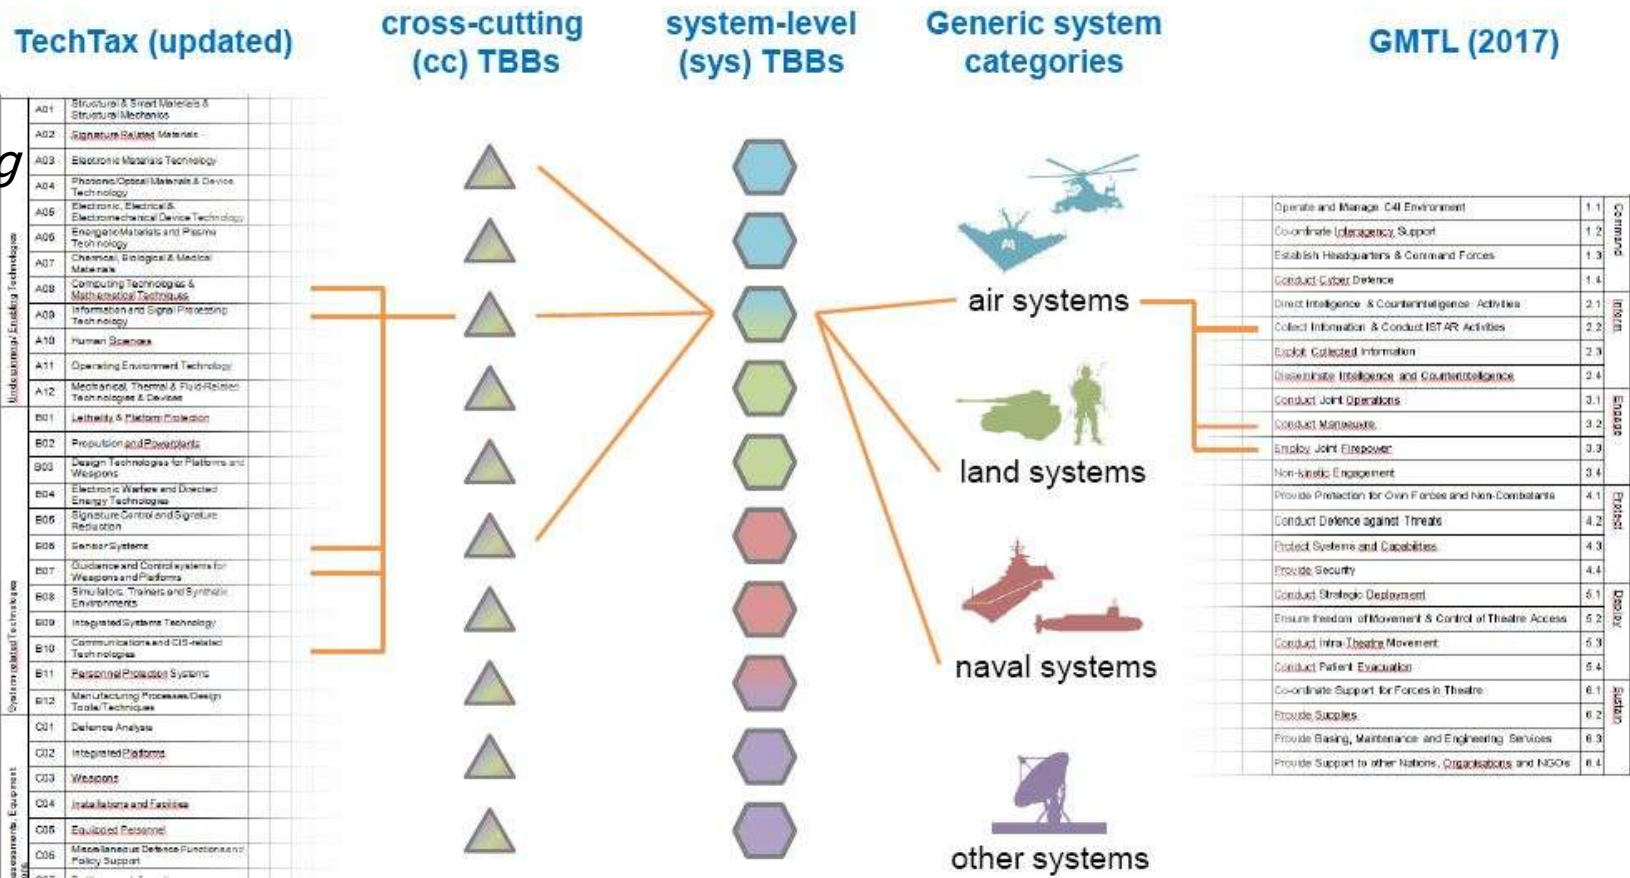 TechTax (updated)
cross-cutting
(cc) TBBs
system-level
(sys) TBBs
Generic system
categories
GMTL (2017)
g
Underpinning / Enabling Technologies
A01 Structural & Smart Materials &
Structural Mechanics
A02 Signature Related Materials
A03 Electronic Materials Technology
A04 Photonic/Optical Materials & Device
Technology
A05 Electronic, Electrical &
Electromechanical Device Technology
A06 Energetic Materials and Plasma
Technology
A07 Chemical, Biological & Medical
Materials
A08 Computing Technologies &
Mathematical Techniques
A09 Information and Signal Processing
Technology
A10 Human Sciences
A11 Operating Environment Technology
A12 Mechanical, Thermal & Fluid-Related
Technologies & Devices
System-related Technologies
B01 Lethality & Platform Protection
B02 Propulsion and Powerplants
B03 Design Technologies for Platforms and
Weapons
B04 Electronic Warfare and Directed
Energy Technologies
B05 Signature Control and Signature
Reduction
B06 Sensor Systems
B07 Guidance and Control systems for
Weapons and Platforms
B08 Simulators, Trainers and Synthetic
Environments
B09 Integrated Systems Technology
B10 Communications and CIS-related
Technologies
B11 Personnel Protection Systems
B12 Manufacturing Processes/Design
Tools/Techniques
Equipment
C01 Defence Analysis
C02 Integrated Platforms
C03 Weapons
C04 Installations and Facilities
C05 Equipped Personnel
C06 Miscellaneous Defence Functions and
Policy Support
air systems
land systems
naval systems
other systems
Command
Operate and Manage C4I Environment 1.1
Co-ordinate Interagency Support 1.2
Establish Headquarters & Command Forces 1.3
Conduct Cyber Defence 1.4
Inform
Direct Intelligence & Counterintelligence Activities 2.1
Collect Information & Conduct ISTAR Activities 2.2
Exploit Collected Information 2.3
Disseminate Intelligence and Counterintelligence 2.4
Engage
Conduct Joint Operations 3.1
Conduct Manoeuvre 3.2
Employ Joint Firepower 3.3
Non-kinetic Engagement 3.4
Protect
Provide Protection for Own Forces and Non-Combatants 4.1
Conduct Defence against Threats 4.2
Protect Systems and Capabilities 4.3
Provide Security 4.4
Deploy
Conduct Strategic Deployment 5.1
Ensure freedom of Movement & Control of Theatre Access 5.2
Conduct Intra-Theatre Movement 5.3
Conduct Patient Evacuation 5.4
Sustain
Co-ordinate Support for Forces in Theatre 6.1
Provide Supplies 6.2
Provide Basing, Maintenance and Engineering Services 6.3
Provide Support to other Nations, Organisations and NGOs 6.4